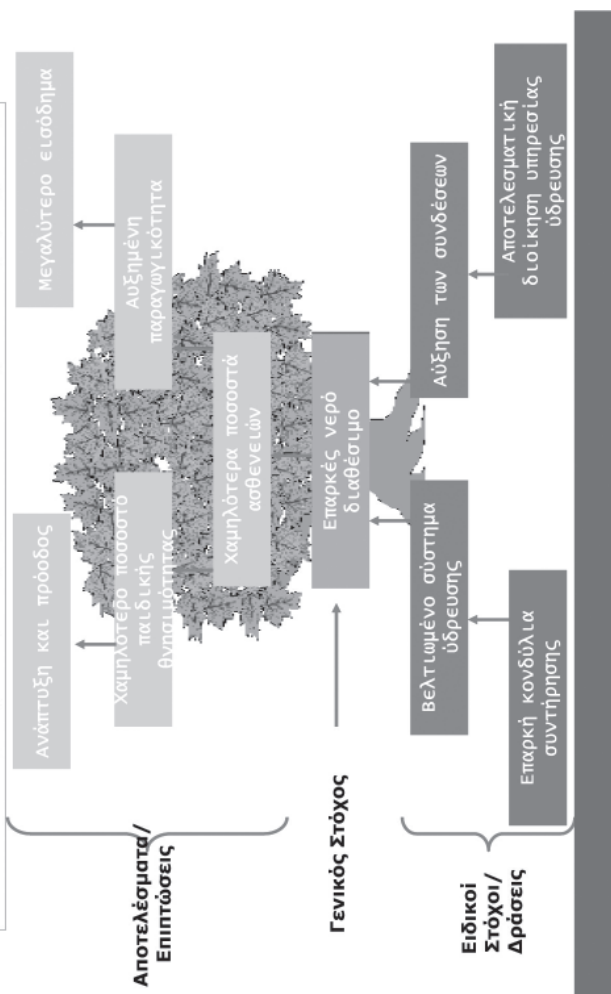 Αποτελέσματα/
Επιπτώσεις
Ανάπτυξη και πρόοδος
Μεγαλύτερο εισόδημα
Χαμηλότερο ποσοστό
παιδικής
θνησιμότητας
Αυξημένη
παραγωγικότητα
Χαμηλότερα ποσοστά
ασθενειών
Γενικός Στόχος
Επαρκές νερό
διαθέσιμο
Ειδικοί
Στόχοι/
Δράσεις
Βελτιωμένο σύστημα
ύδρευσης
Αύξηση των συνδέσεων
Επαρκή κονδύλια
συντήρησης
Αποτελεσματική
διοίκηση υπηρεσίας
ύδρευσης